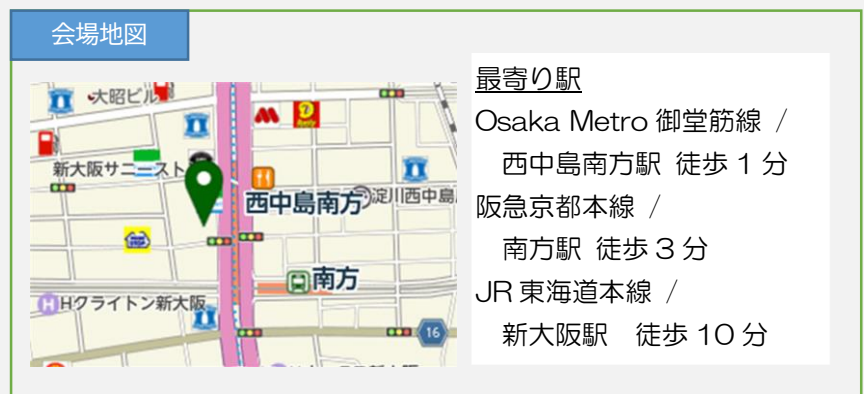 会場地図
大昭ビル
新大阪サニースト
西中島南方
淀川西中島
南方
Hクライトン新大阪
16
最寄り駅
Osaka Metro 御堂筋線 /
西中島南方駅 徒歩 1 分
阪急京都本線 /
南方駅 徒歩 3 分
JR 東海道本線 /
新大阪駅　徒歩 10 分